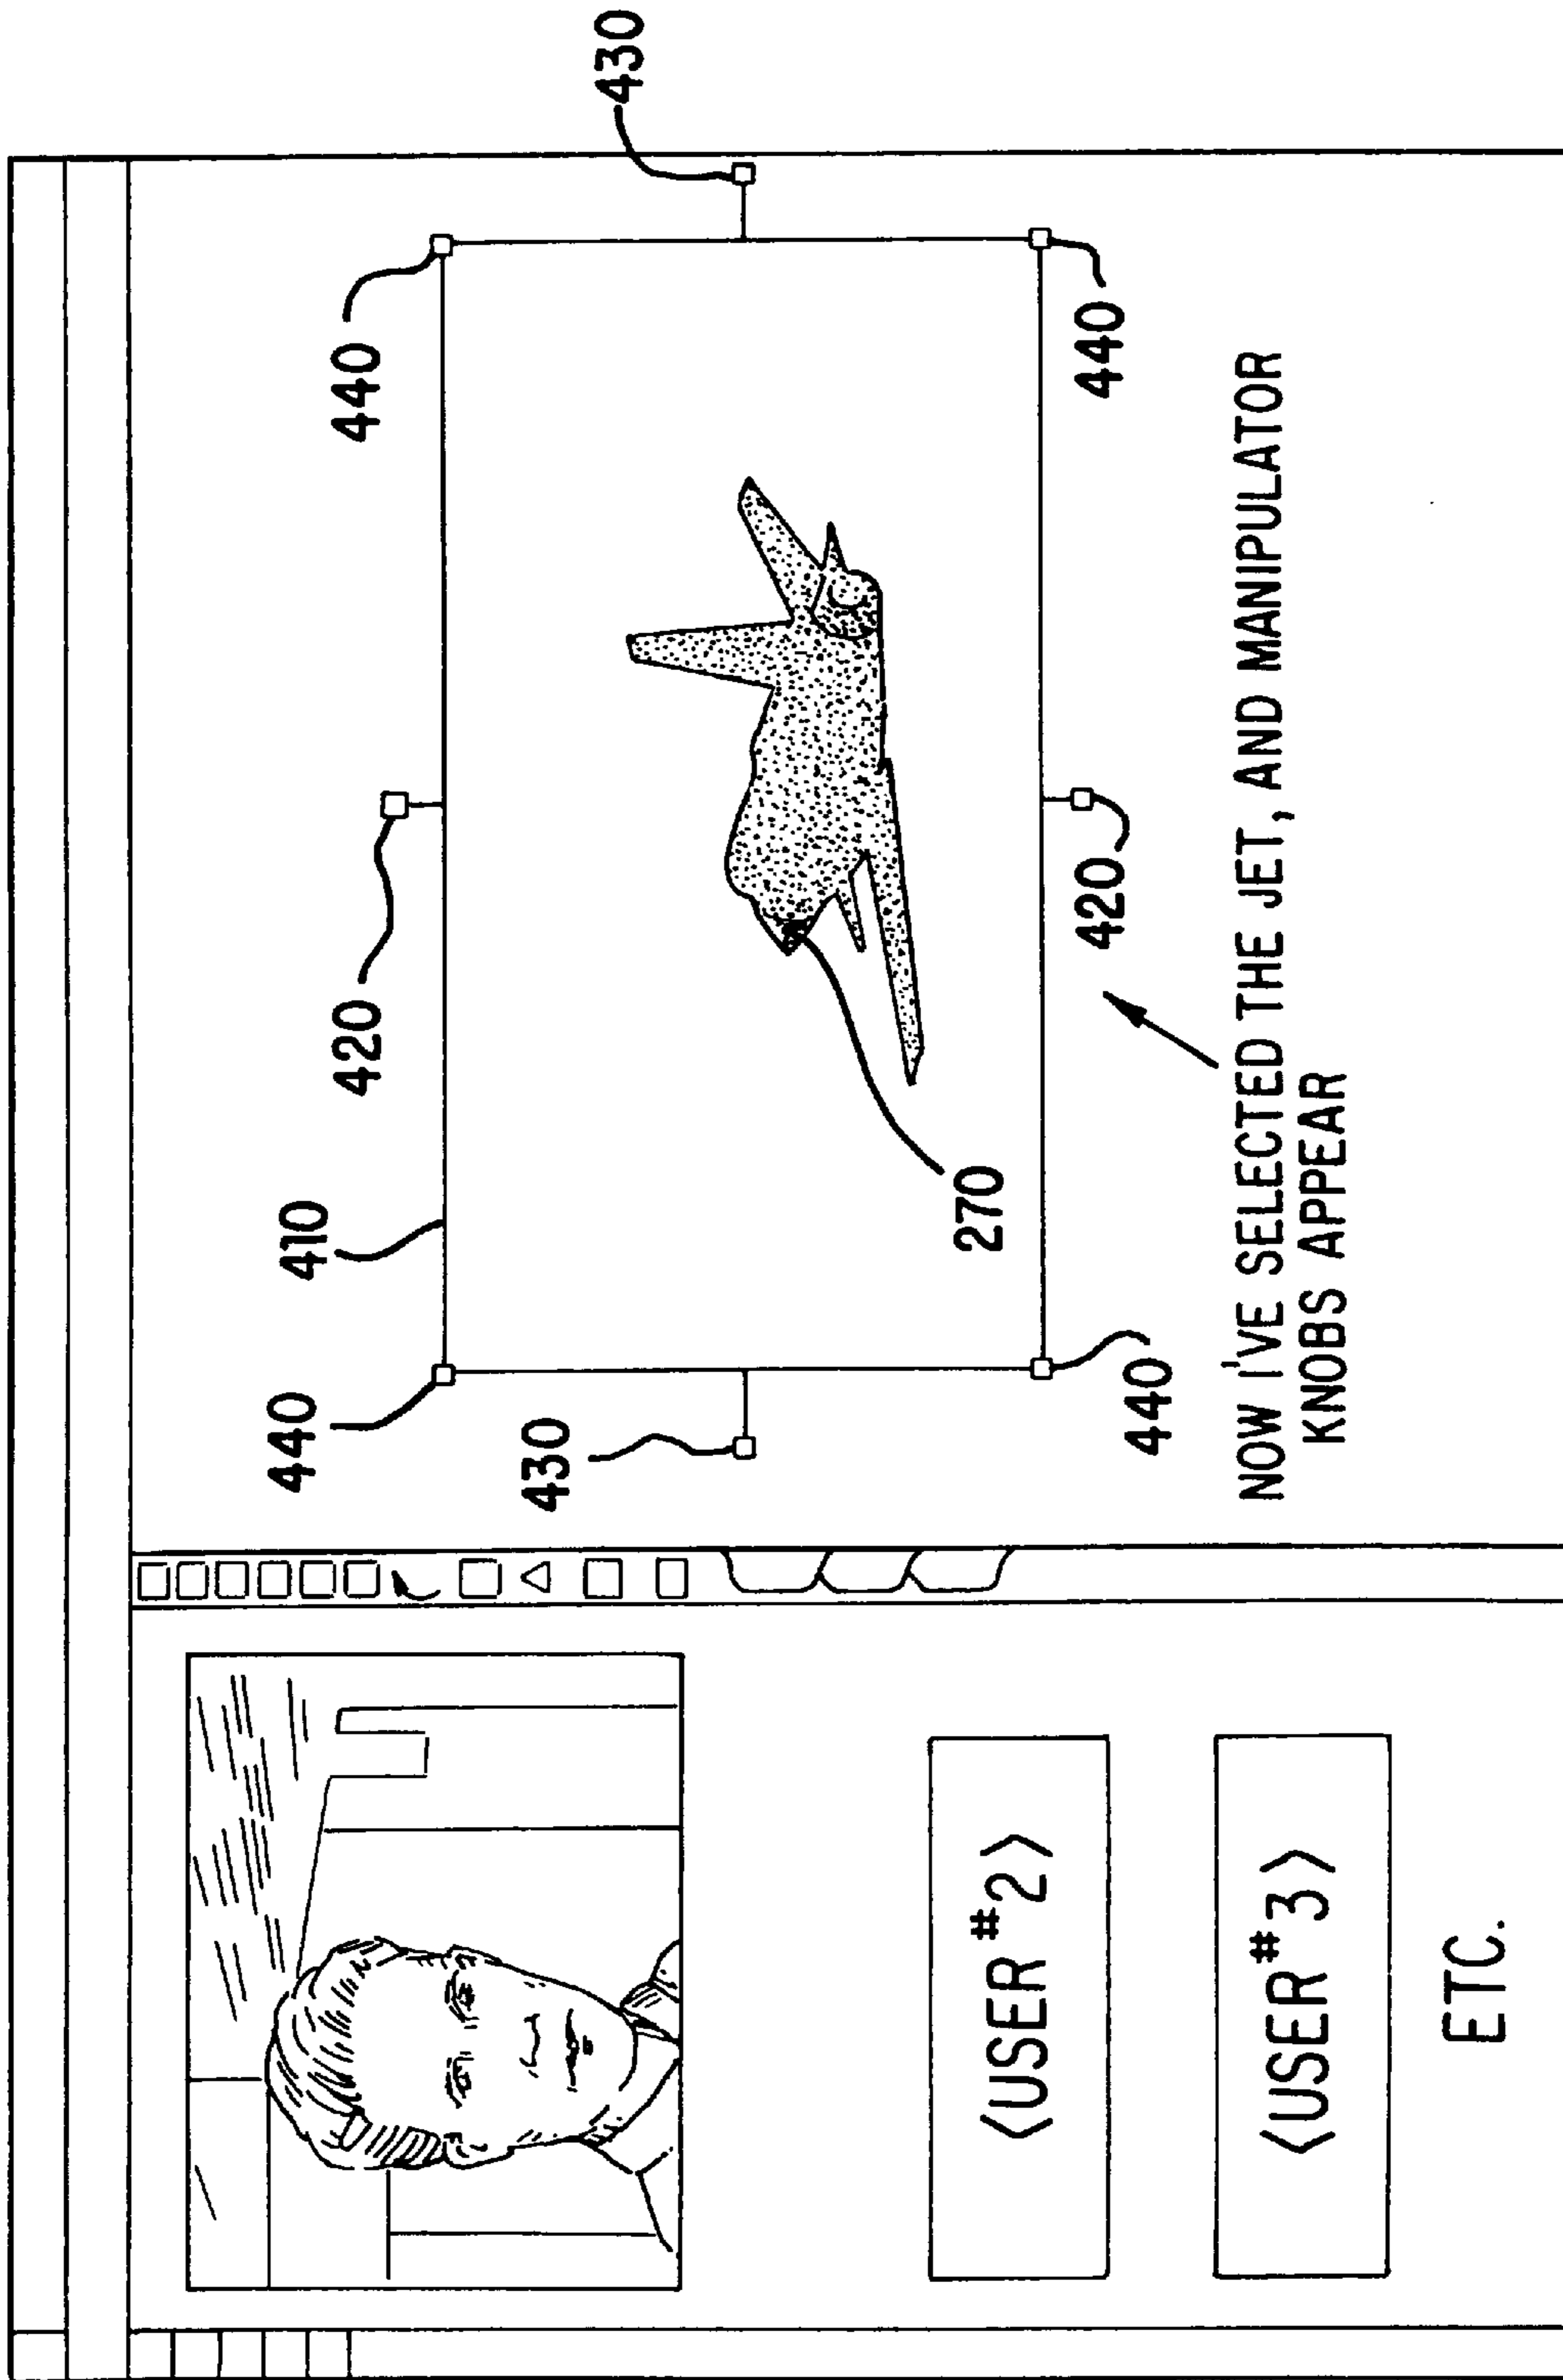 <USER #2>
<USER #3>
ETC.
440
410
420
440
430
430
270
440
420
440
NOW I'VE SELECTED THE JET, AND MANIPULATOR
KNOBS APPEAR